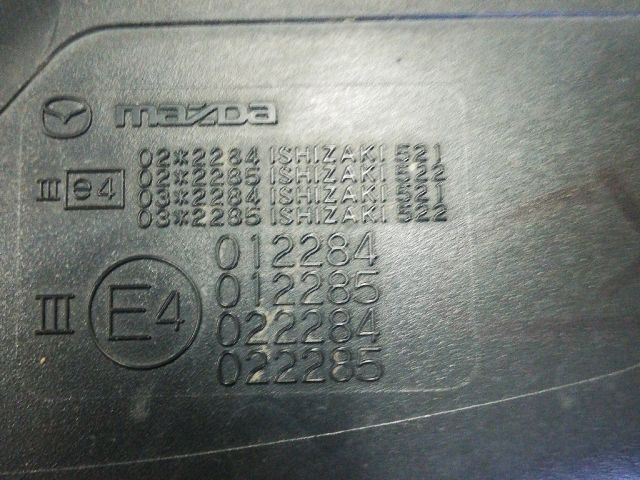 mazda
02*2284 ISHIZAKI 521
02*2285 ISHIZAKI 522
III e4
03*2284 ISHIZAKI 521
03*2285 ISHIZAKI 522
012284
012285
III E4
022284
022285